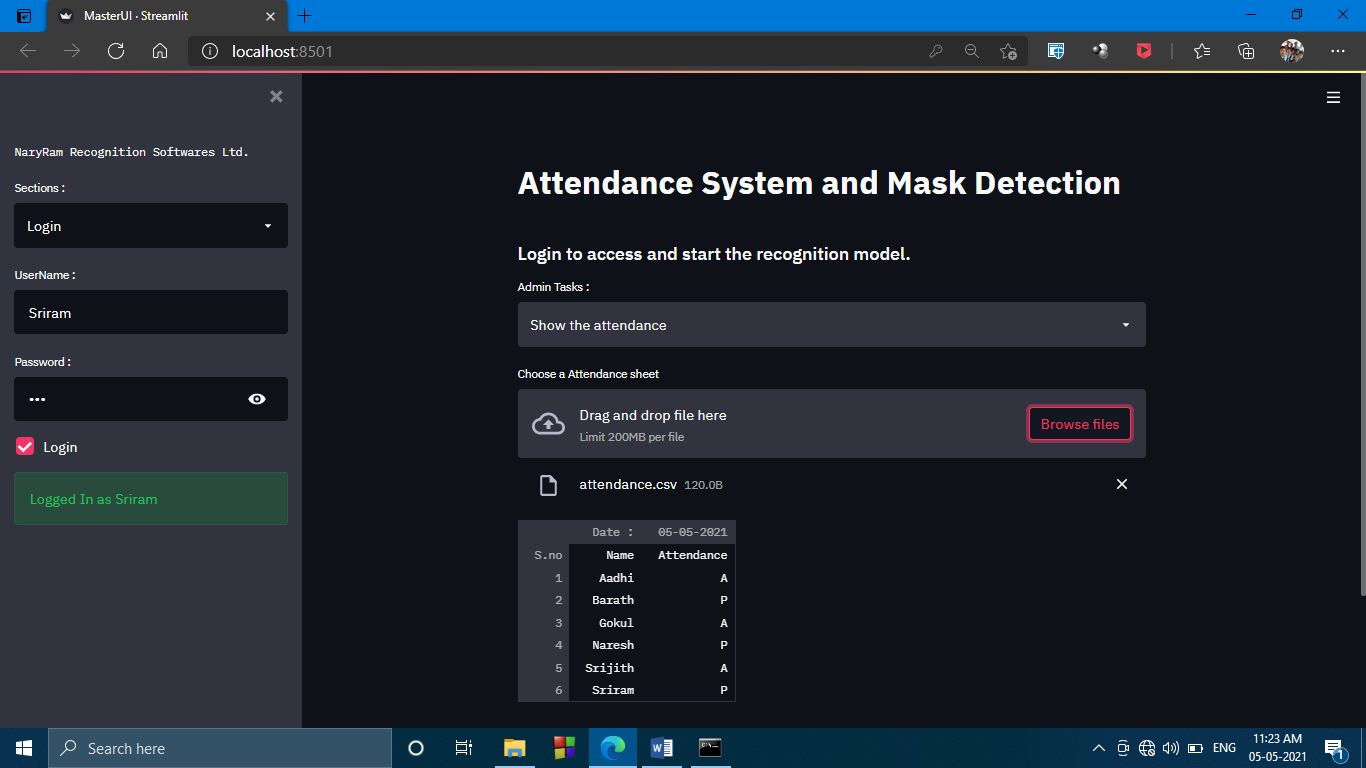 MasterUI · Streamlit
localhost:8501
NaryRam Recognition Softwares Ltd.
Sections :
Login
UserName :
Sriram
Password :
•••
Login
Logged In as Sriram
Attendance System and Mask Detection
Login to access and start the recognition model.
Admin Tasks :
Show the attendance
Choose a Attendance sheet
Drag and drop file here
Limit 200MB per file
Browse files
attendance.csv 120.0B
Date : 05-05-2021
S.no Name Attendance
1 Aadhi A
2 Barath P
3 Gokul A
4 Naresh P
5 Srijith A
6 Sriram P
Search here
ENG
11:23 AM
05-05-2021
1